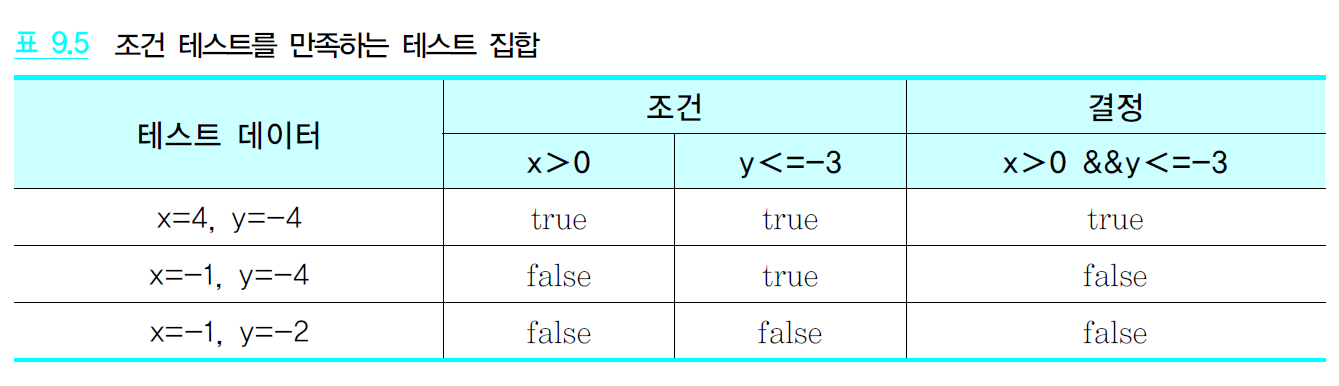 표 9.5 조건 테스트를 만족하는 테스트 집합
테스트 데이터 조건 결정
x>0 y<=-3 x>0 &&y<=-3
x=4, y=-4 true true true
x=-1, y=-4 false true false
x=-1, y=-2 false false false